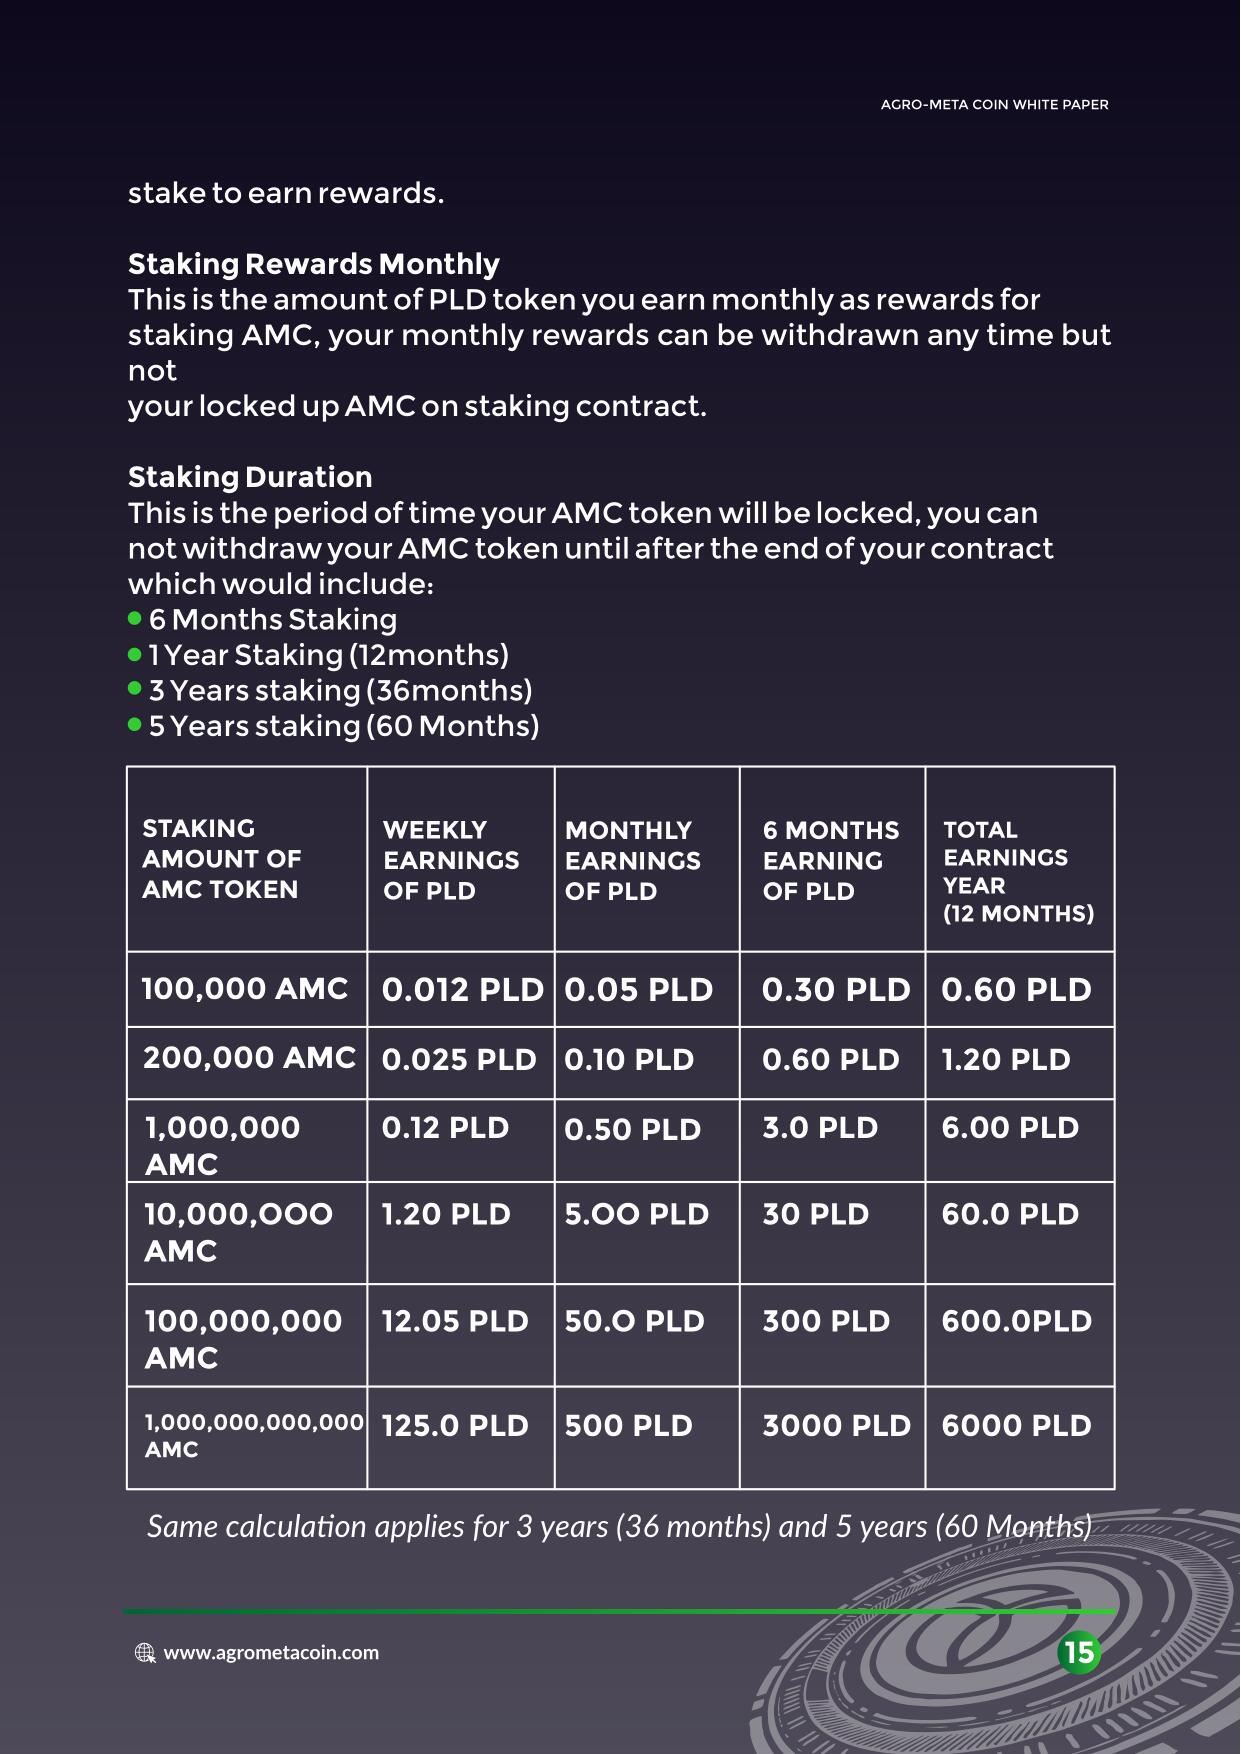 AGRO-META COIN WHITE PAPER
stake to earn rewards.
Staking Rewards Monthly
This is the amount of PLD token you earn monthly as rewards for
staking AMC, your monthly rewards can be withdrawn any time but
not
your locked up AMC on staking contract.
Staking Duration
This is the period of time your AMC token will be locked, you can
not withdraw your AMC token until after the end of your contract
which would include:
6 Months Staking
1 Year Staking (12months)
3 Years staking (36months)
5 Years staking (60 Months)
STAKING
AMOUNT OF
AMC TOKEN
WEEKLY
EARNINGS
OF PLD
MONTHLY
EARNINGS
OF PLD
6 MONTHS
EARNING
OF PLD
TOTAL
EARNINGS
YEAR
(12 MONTHS)
100,000 AMC 0.012 PLD 0.05 PLD 0.30 PLD 0.60 PLD
200,000 AMC 0.025 PLD 0.10 PLD 0.60 PLD 1.20 PLD
1,000,000
AMC
0.12 PLD 0.50 PLD 3.0 PLD 6.00 PLD
10,000,OOO
AMC
1.20 PLD 5.OO PLD 30 PLD 60.0 PLD
100,000,000
AMC
12.05 PLD 50.O PLD 300 PLD 600.0PLD
1,000,000,000,000
AMC
125.0 PLD 500 PLD 3000 PLD 6000 PLD
Same calculation applies for 3 years (36 months) and 5 years (60 Months)
www.agrometacoin.com
15